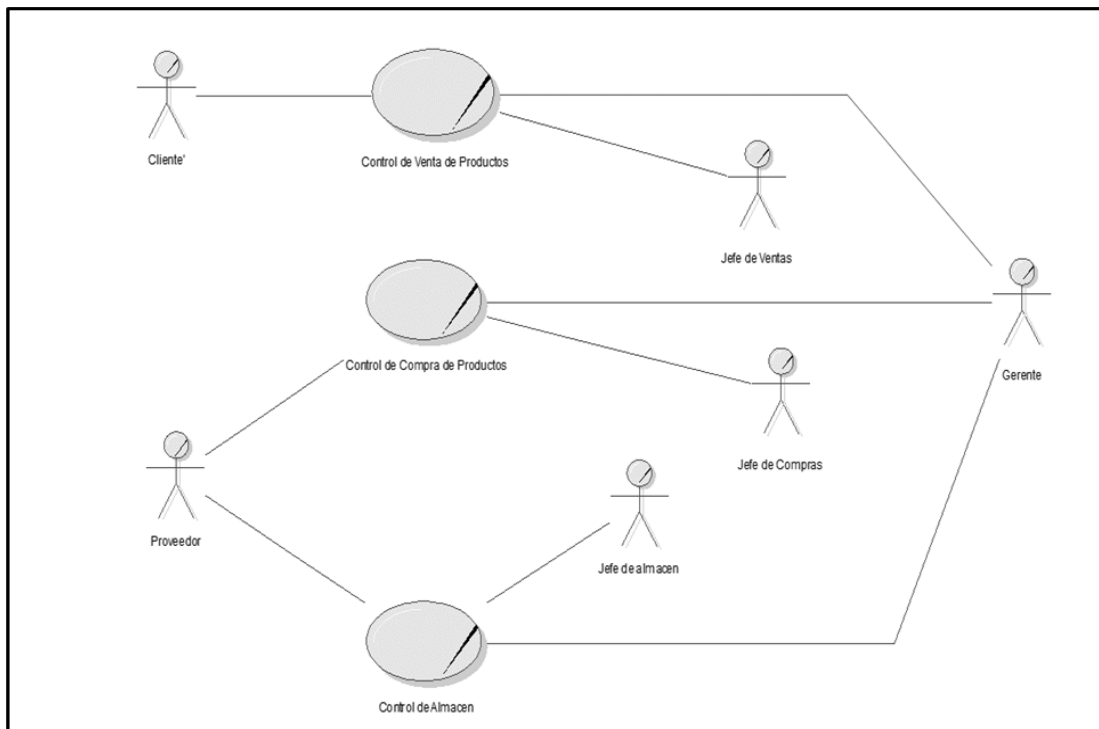 Cliente'
Control de Venta de Productos
Jefe de Ventas
Control de Compra de Productos
Gerente
Jefe de Compras
Proveedor
Jefe de almacen
Control de Almacen